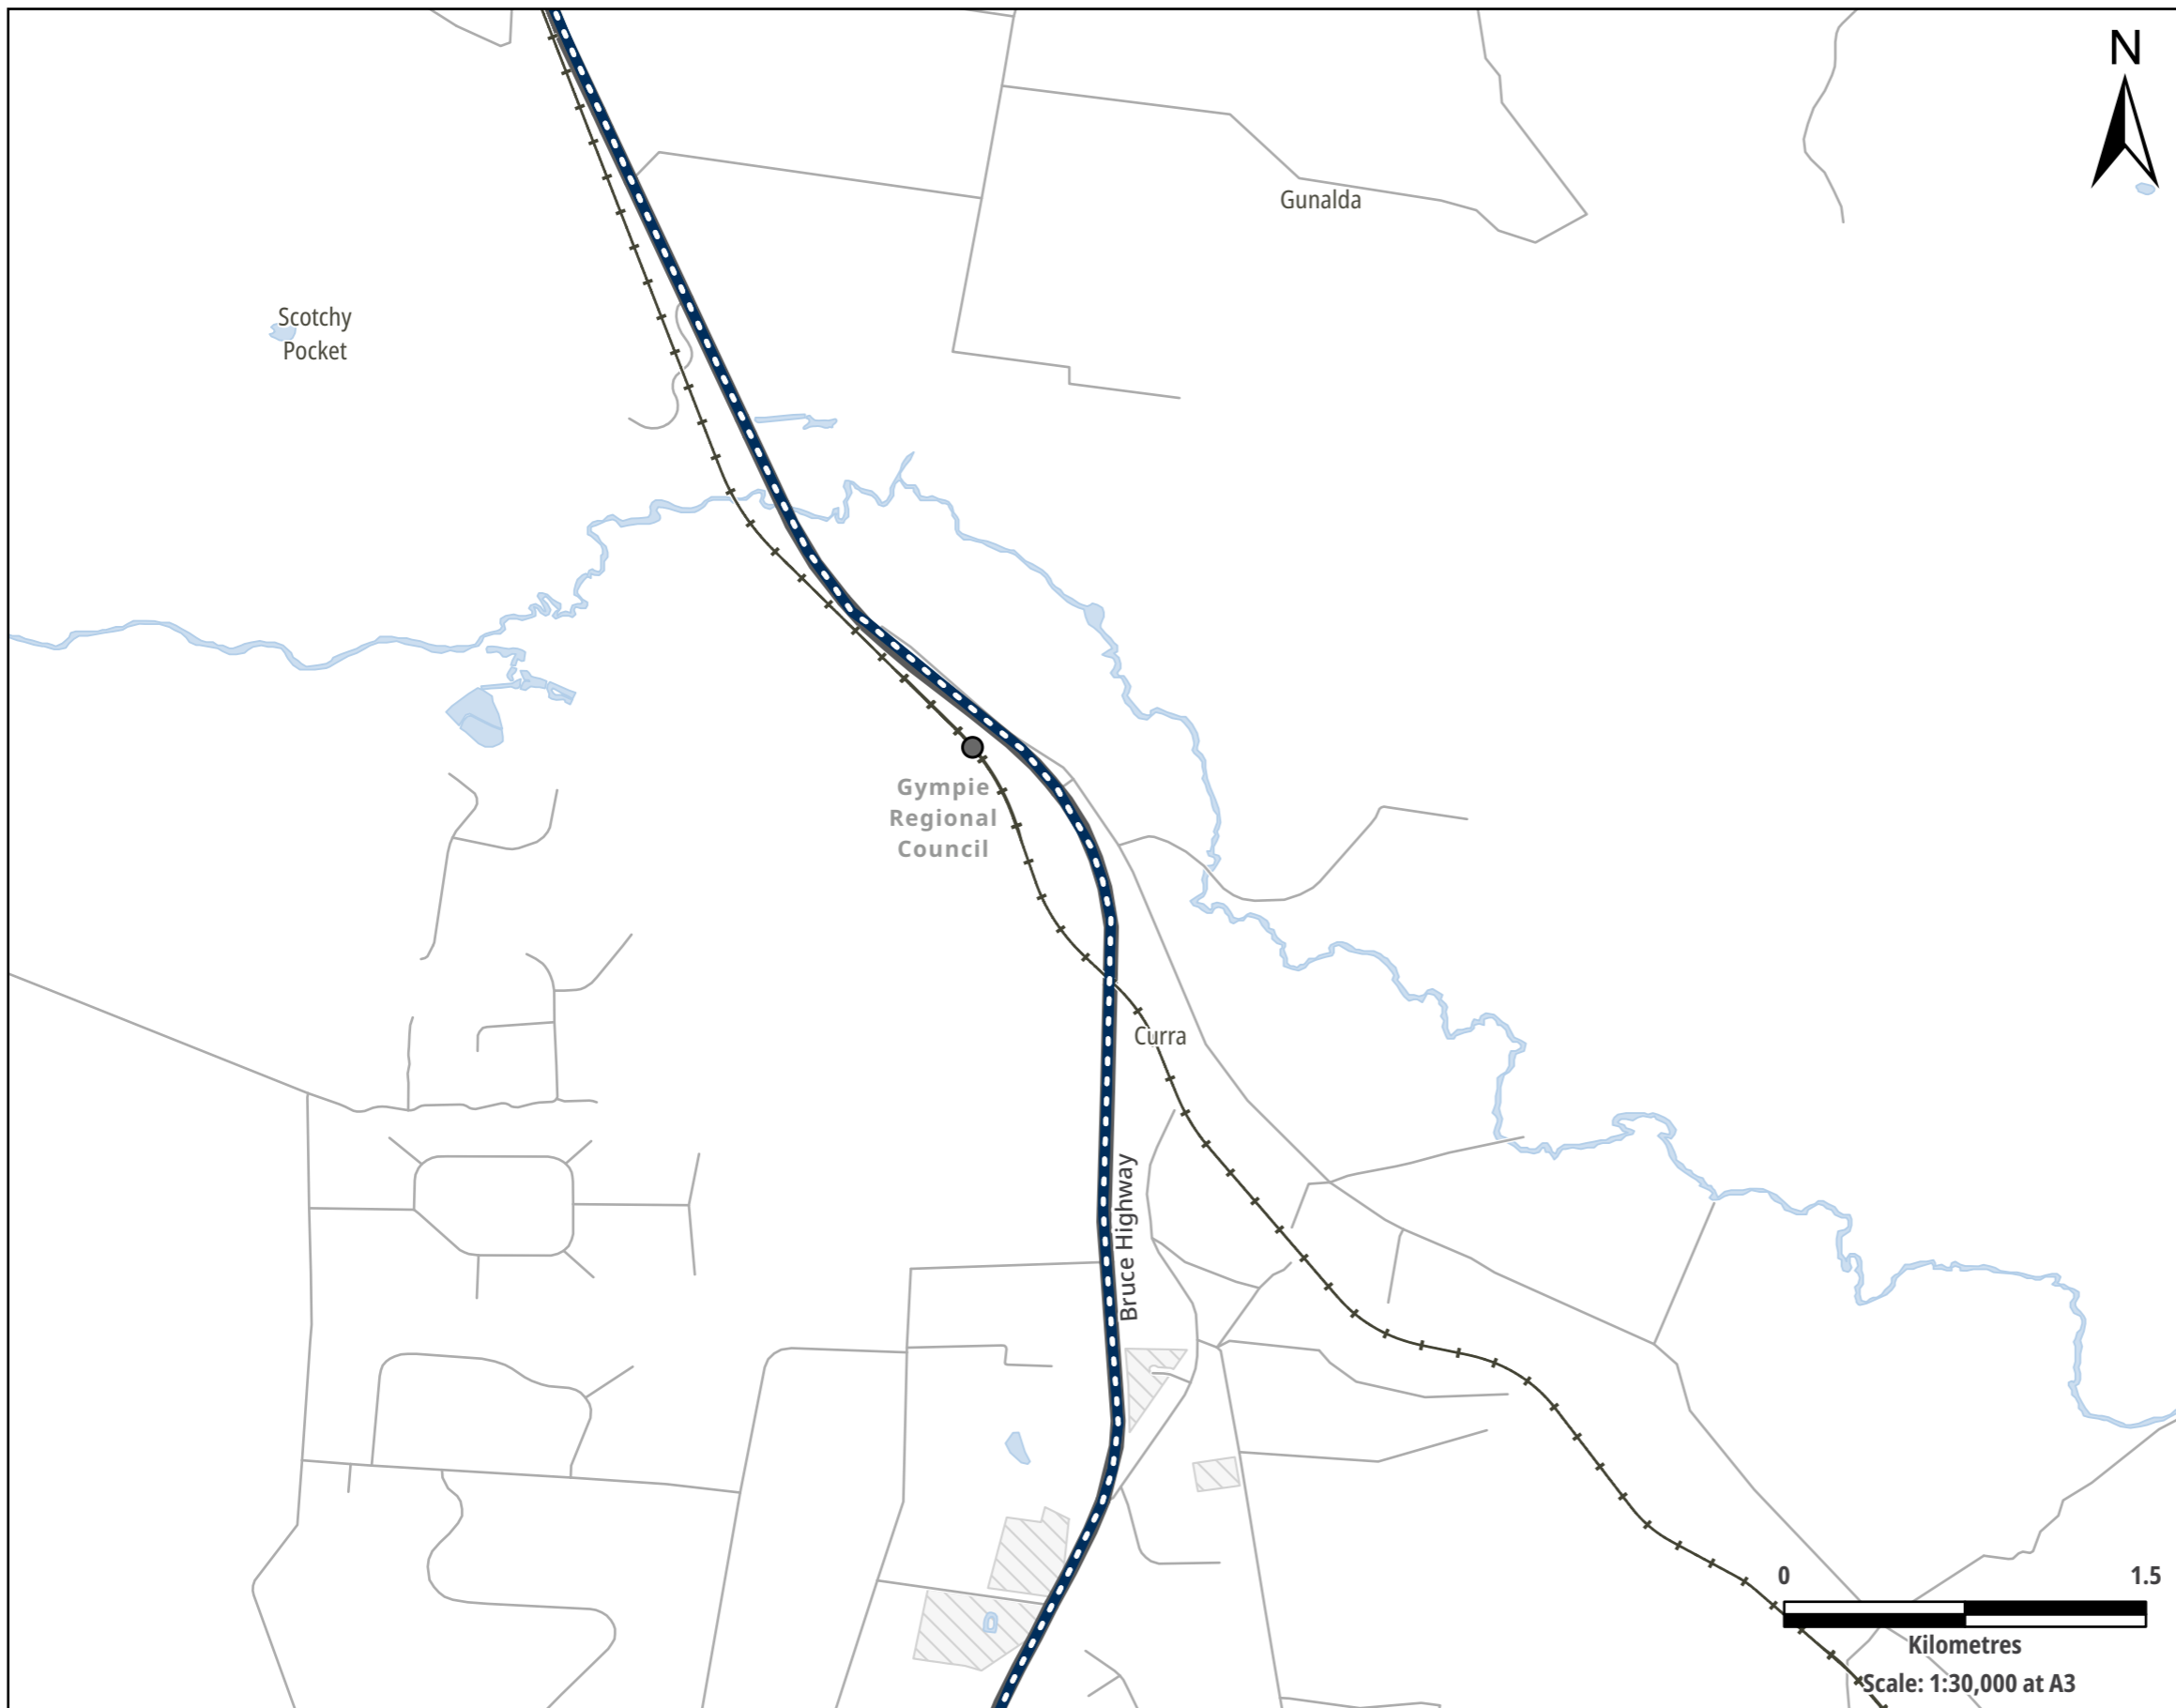 N
Gunalda
Scotchy
Pocket
Gympie
Regional
Council
Curra
Bruce Highway
0 1.5
Kilometres
Scale: 1:30,000 at A3